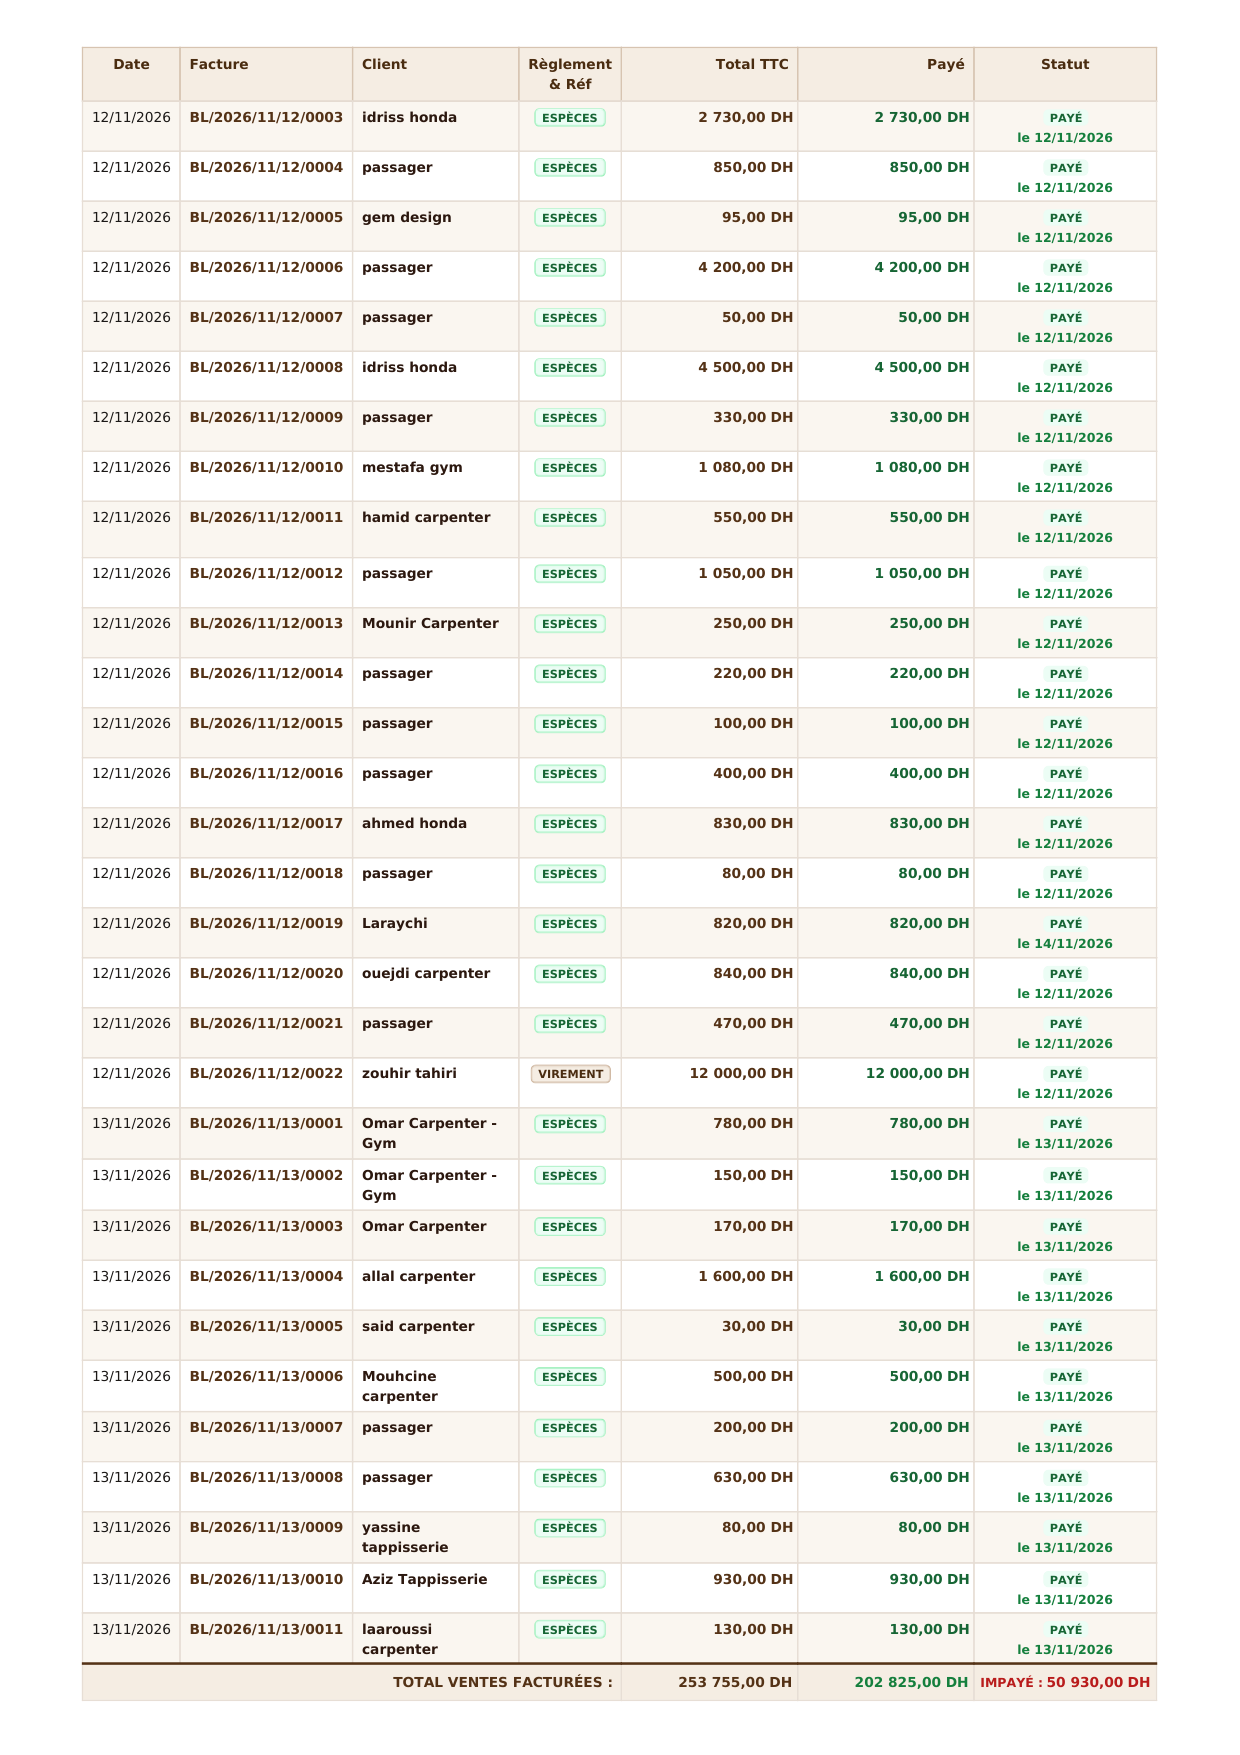 Date Facture Client Règlement & Réf Total TTC Payé Statut
12/11/2026 BL/2026/11/12/0003 idriss honda ESPÈCES 2 730,00 DH 2 730,00 DH PAYÉ
le 12/11/2026
12/11/2026 BL/2026/11/12/0004 passager ESPÈCES 850,00 DH 850,00 DH PAYÉ
le 12/11/2026
12/11/2026 BL/2026/11/12/0005 gem design ESPÈCES 95,00 DH 95,00 DH PAYÉ
le 12/11/2026
12/11/2026 BL/2026/11/12/0006 passager ESPÈCES 4 200,00 DH 4 200,00 DH PAYÉ
le 12/11/2026
12/11/2026 BL/2026/11/12/0007 passager ESPÈCES 50,00 DH 50,00 DH PAYÉ
le 12/11/2026
12/11/2026 BL/2026/11/12/0008 idriss honda ESPÈCES 4 500,00 DH 4 500,00 DH PAYÉ
le 12/11/2026
12/11/2026 BL/2026/11/12/0009 passager ESPÈCES 330,00 DH 330,00 DH PAYÉ
le 12/11/2026
12/11/2026 BL/2026/11/12/0010 mestafa gym ESPÈCES 1 080,00 DH 1 080,00 DH PAYÉ
le 12/11/2026
12/11/2026 BL/2026/11/12/0011 hamid carpenter ESPÈCES 550,00 DH 550,00 DH PAYÉ
le 12/11/2026
12/11/2026 BL/2026/11/12/0012 passager ESPÈCES 1 050,00 DH 1 050,00 DH PAYÉ
le 12/11/2026
12/11/2026 BL/2026/11/12/0013 Mounir Carpenter ESPÈCES 250,00 DH 250,00 DH PAYÉ
le 12/11/2026
12/11/2026 BL/2026/11/12/0014 passager ESPÈCES 220,00 DH 220,00 DH PAYÉ
le 12/11/2026
12/11/2026 BL/2026/11/12/0015 passager ESPÈCES 100,00 DH 100,00 DH PAYÉ
le 12/11/2026
12/11/2026 BL/2026/11/12/0016 passager ESPÈCES 400,00 DH 400,00 DH PAYÉ
le 12/11/2026
12/11/2026 BL/2026/11/12/0017 ahmed honda ESPÈCES 830,00 DH 830,00 DH PAYÉ
le 12/11/2026
12/11/2026 BL/2026/11/12/0018 passager ESPÈCES 80,00 DH 80,00 DH PAYÉ
le 12/11/2026
12/11/2026 BL/2026/11/12/0019 Laraychi ESPÈCES 820,00 DH 820,00 DH PAYÉ
le 14/11/2026
12/11/2026 BL/2026/11/12/0020 ouejdi carpenter ESPÈCES 840,00 DH 840,00 DH PAYÉ
le 12/11/2026
12/11/2026 BL/2026/11/12/0021 passager ESPÈCES 470,00 DH 470,00 DH PAYÉ
le 12/11/2026
12/11/2026 BL/2026/11/12/0022 zouhir tahiri VIREMENT 12 000,00 DH 12 000,00 DH PAYÉ
le 12/11/2026
13/11/2026 BL/2026/11/13/0001 Omar Carpenter - ESPÈCES 780,00 DH 780,00 DH PAYÉ
Gym le 13/11/2026
13/11/2026 BL/2026/11/13/0002 Omar Carpenter - ESPÈCES 150,00 DH 150,00 DH PAYÉ
Gym le 13/11/2026
13/11/2026 BL/2026/11/13/0003 Omar Carpenter ESPÈCES 170,00 DH 170,00 DH PAYÉ
le 13/11/2026
13/11/2026 BL/2026/11/13/0004 allal carpenter ESPÈCES 1 600,00 DH 1 600,00 DH PAYÉ
le 13/11/2026
13/11/2026 BL/2026/11/13/0005 said carpenter ESPÈCES 30,00 DH 30,00 DH PAYÉ
le 13/11/2026
13/11/2026 BL/2026/11/13/0006 Mouhcine ESPÈCES 500,00 DH 500,00 DH PAYÉ
carpenter le 13/11/2026
13/11/2026 BL/2026/11/13/0007 passager ESPÈCES 200,00 DH 200,00 DH PAYÉ
le 13/11/2026
13/11/2026 BL/2026/11/13/0008 passager ESPÈCES 630,00 DH 630,00 DH PAYÉ
le 13/11/2026
13/11/2026 BL/2026/11/13/0009 yassine ESPÈCES 80,00 DH 80,00 DH PAYÉ
tappisserie le 13/11/2026
13/11/2026 BL/2026/11/13/0010 Aziz Tappisserie ESPÈCES 930,00 DH 930,00 DH PAYÉ
le 13/11/2026
13/11/2026 BL/2026/11/13/0011 laaroussi ESPÈCES 130,00 DH 130,00 DH PAYÉ
carpenter le 13/11/2026
TOTAL VENTES FACTURÉES : 253 755,00 DH 202 825,00 DH IMPAYÉ : 50 930,00 DH